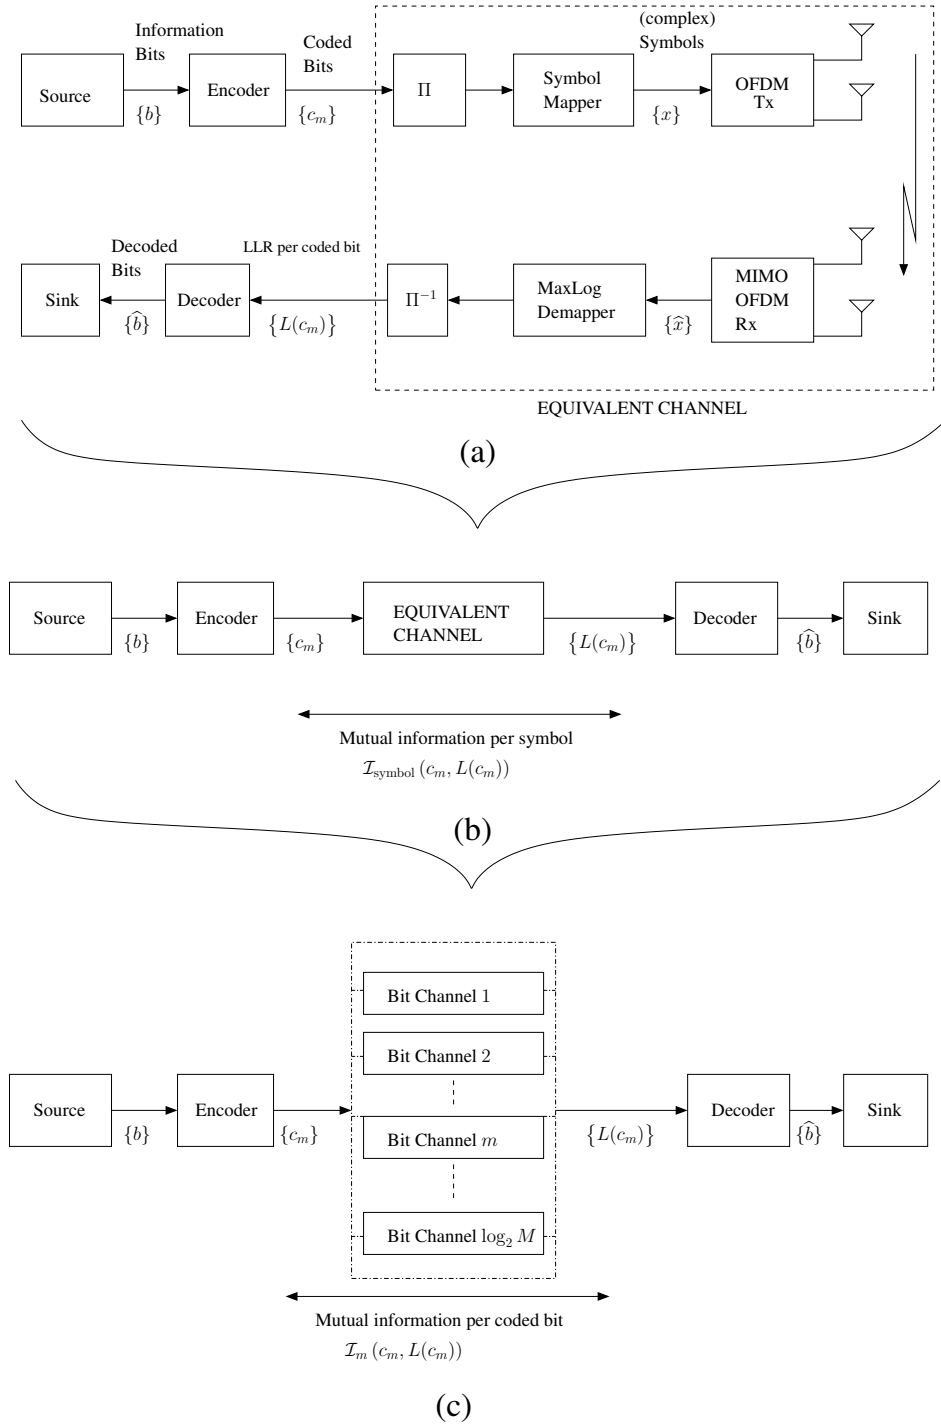 Information
Bits
Coded
Bits
(complex)
Symbols
Source
{b}
Encoder
{c_m}
Π
Symbol
Mapper
{x}
OFDM
Tx
Decoded
Bits
LLR per coded bit
Sink
{b̂}
Decoder
{L(c_m)}
Π⁻¹
MaxLog
Demapper
{x̂}
MIMO
OFDM
Rx
EQUIVALENT CHANNEL
(a)
Source
{b}
Encoder
{c_m}
EQUIVALENT
CHANNEL
{L(c_m)}
Decoder
{b̂}
Sink
Mutual information per symbol
ℐ_symbol (c_m, L(c_m))
(b)
Bit Channel 1
Bit Channel 2
Source
{b}
Encoder
{c_m}
Bit Channel m
{L(c_m)}
Decoder
{b̂}
Sink
Bit Channel log₂ M
Mutual information per coded bit
ℐ_m (c_m, L(c_m))
(c)